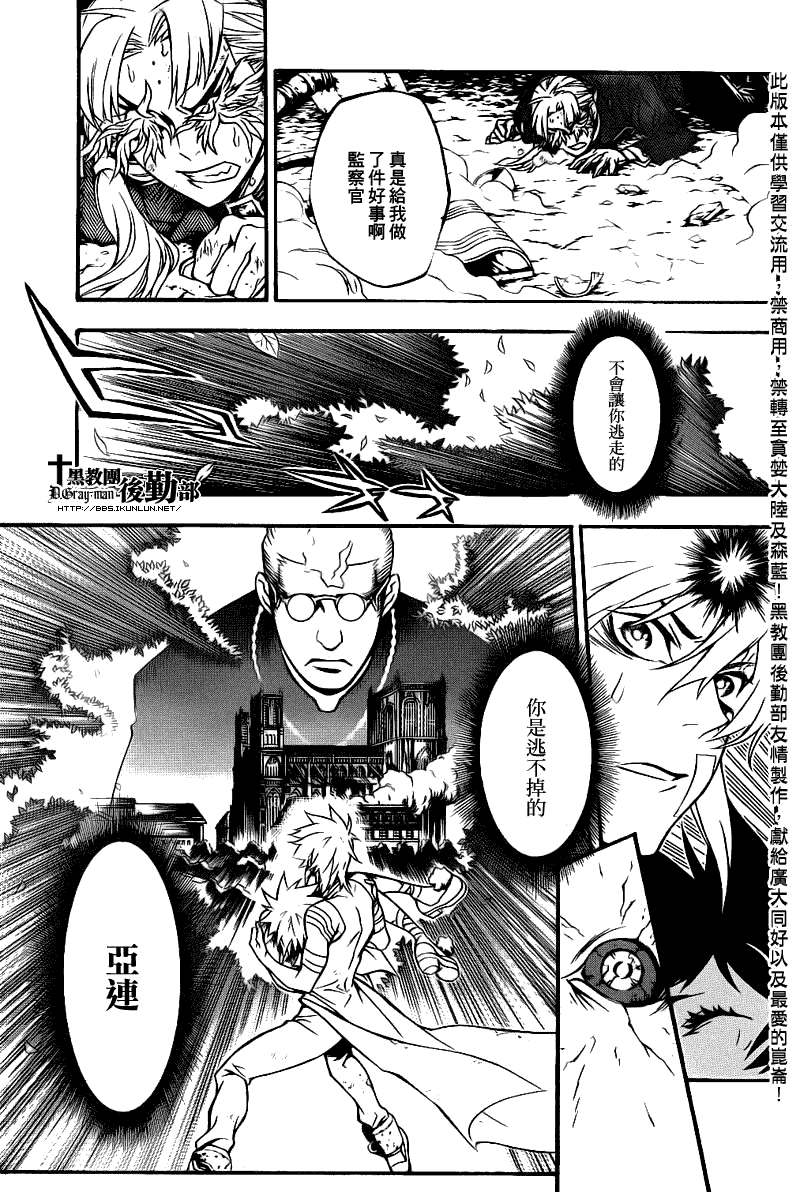 真是給我做
了件好事啊
監察官
不會讓你逃走的
黑教團
D.Gray-man
後勤部
HTTP://BBS.IKUNLUN.NET/
你是逃不掉的
亞連
此版本僅供學習交流用，禁商用，禁轉至貪婪大陸及森藍！黑教團後勤部友情製作，獻給廣大同好以及最愛的崑崙！